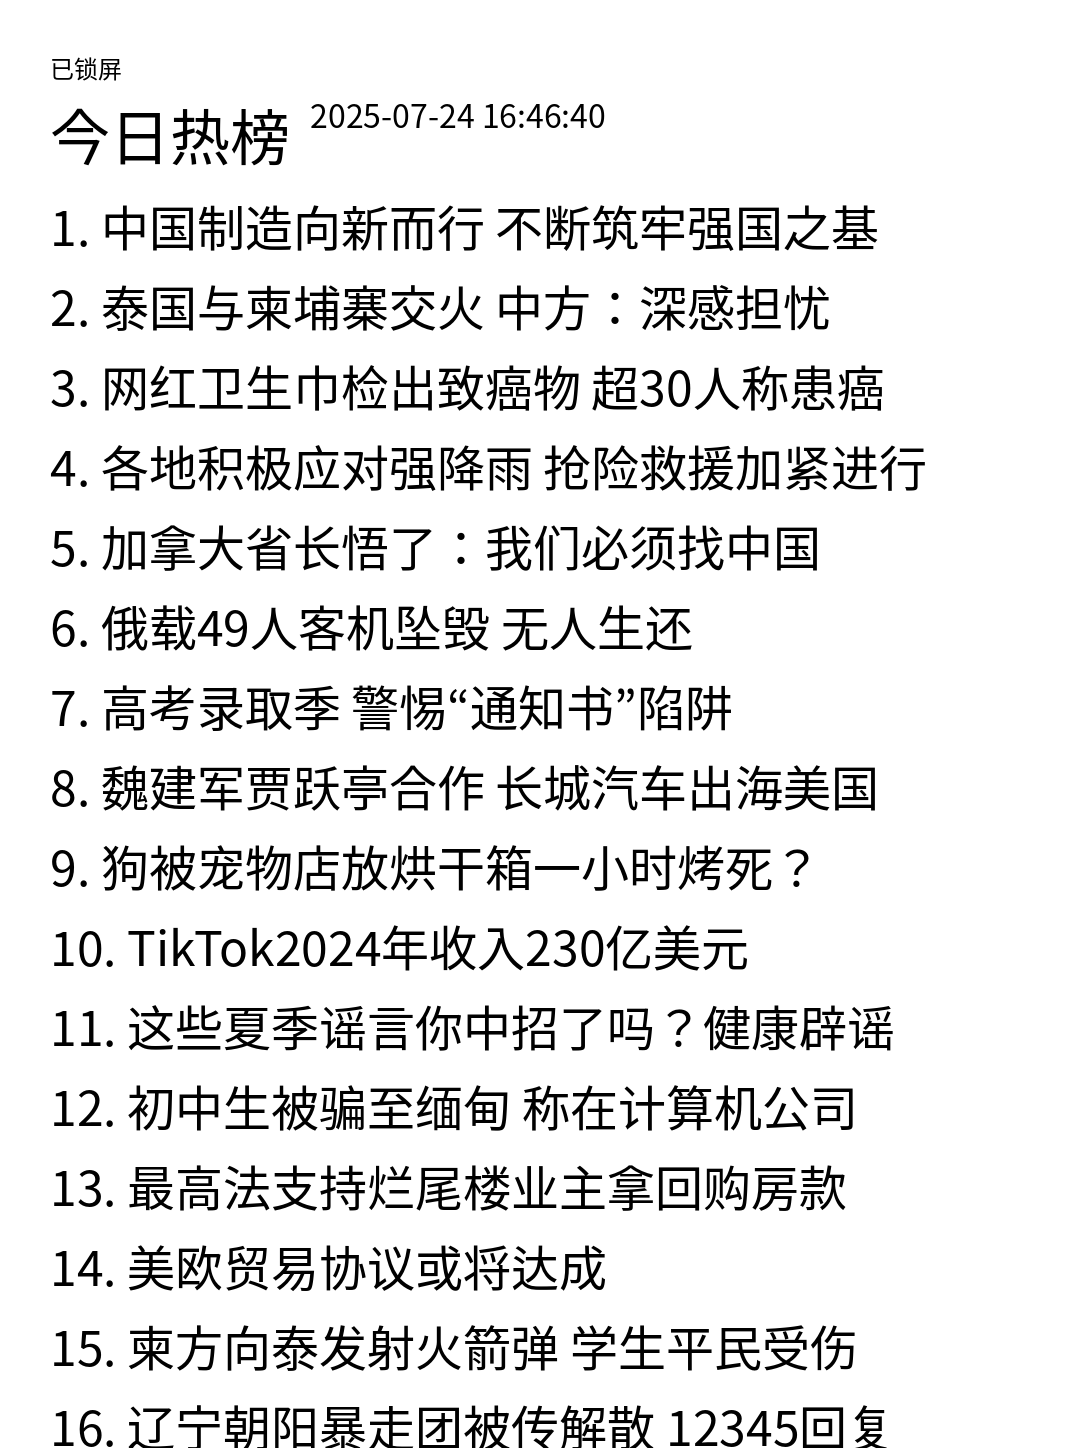 已锁屏
今日热榜 2025-07-24 16:46:40
1. 中国制造向新而行 不断筑牢强国之基
2. 泰国与柬埔寨交火 中方：深感担忧
3. 网红卫生巾检出致癌物 超30人称患癌
4. 各地积极应对强降雨 抢险救援加紧进行
5. 加拿大省长悟了：我们必须找中国
6. 俄载49人客机坠毁 无人生还
7. 高考录取季 警惕“通知书”陷阱
8. 魏建军贾跃亭合作 长城汽车出海美国
9. 狗被宠物店放烘干箱一小时烤死？
10. TikTok2024年收入230亿美元
11. 这些夏季谣言你中招了吗？健康辟谣
12. 初中生被骗至缅甸 称在计算机公司
13. 最高法支持烂尾楼业主拿回购房款
14. 美欧贸易协议或将达成
15. 柬方向泰发射火箭弹 学生平民受伤
16. 辽宁朝阳暴走团被传解散 12345回复